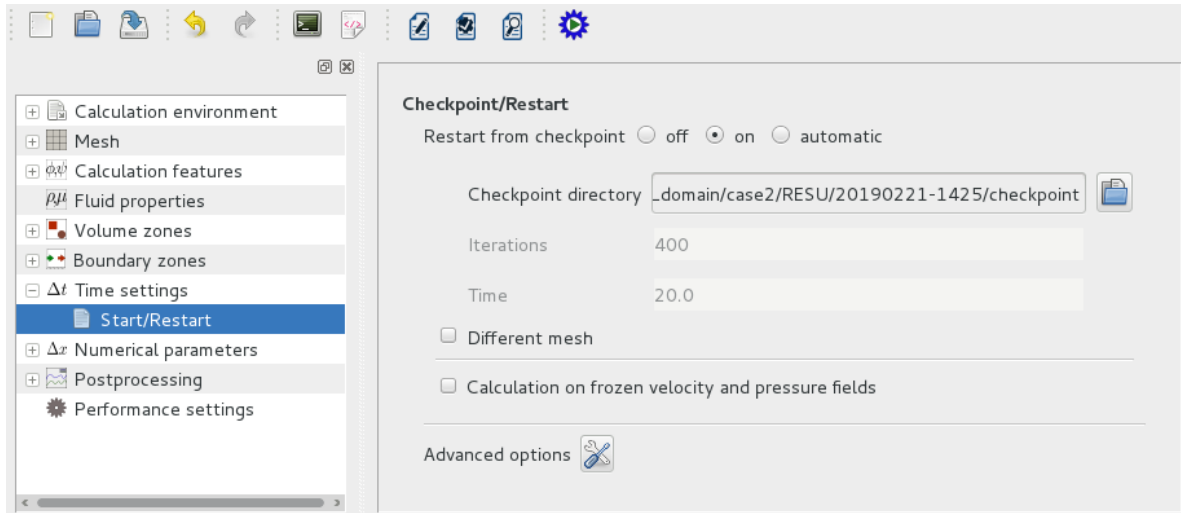 Calculation environment
Mesh
Calculation features
Fluid properties
Volume zones
Boundary zones
Δt Time settings
Start/Restart
Δx Numerical parameters
Postprocessing
Performance settings
Checkpoint/Restart
Restart from checkpoint off on automatic
Checkpoint directory _domain/case2/RESU/20190221-1425/checkpoint
Iterations 400
Time 20.0
Different mesh
Calculation on frozen velocity and pressure fields
Advanced options